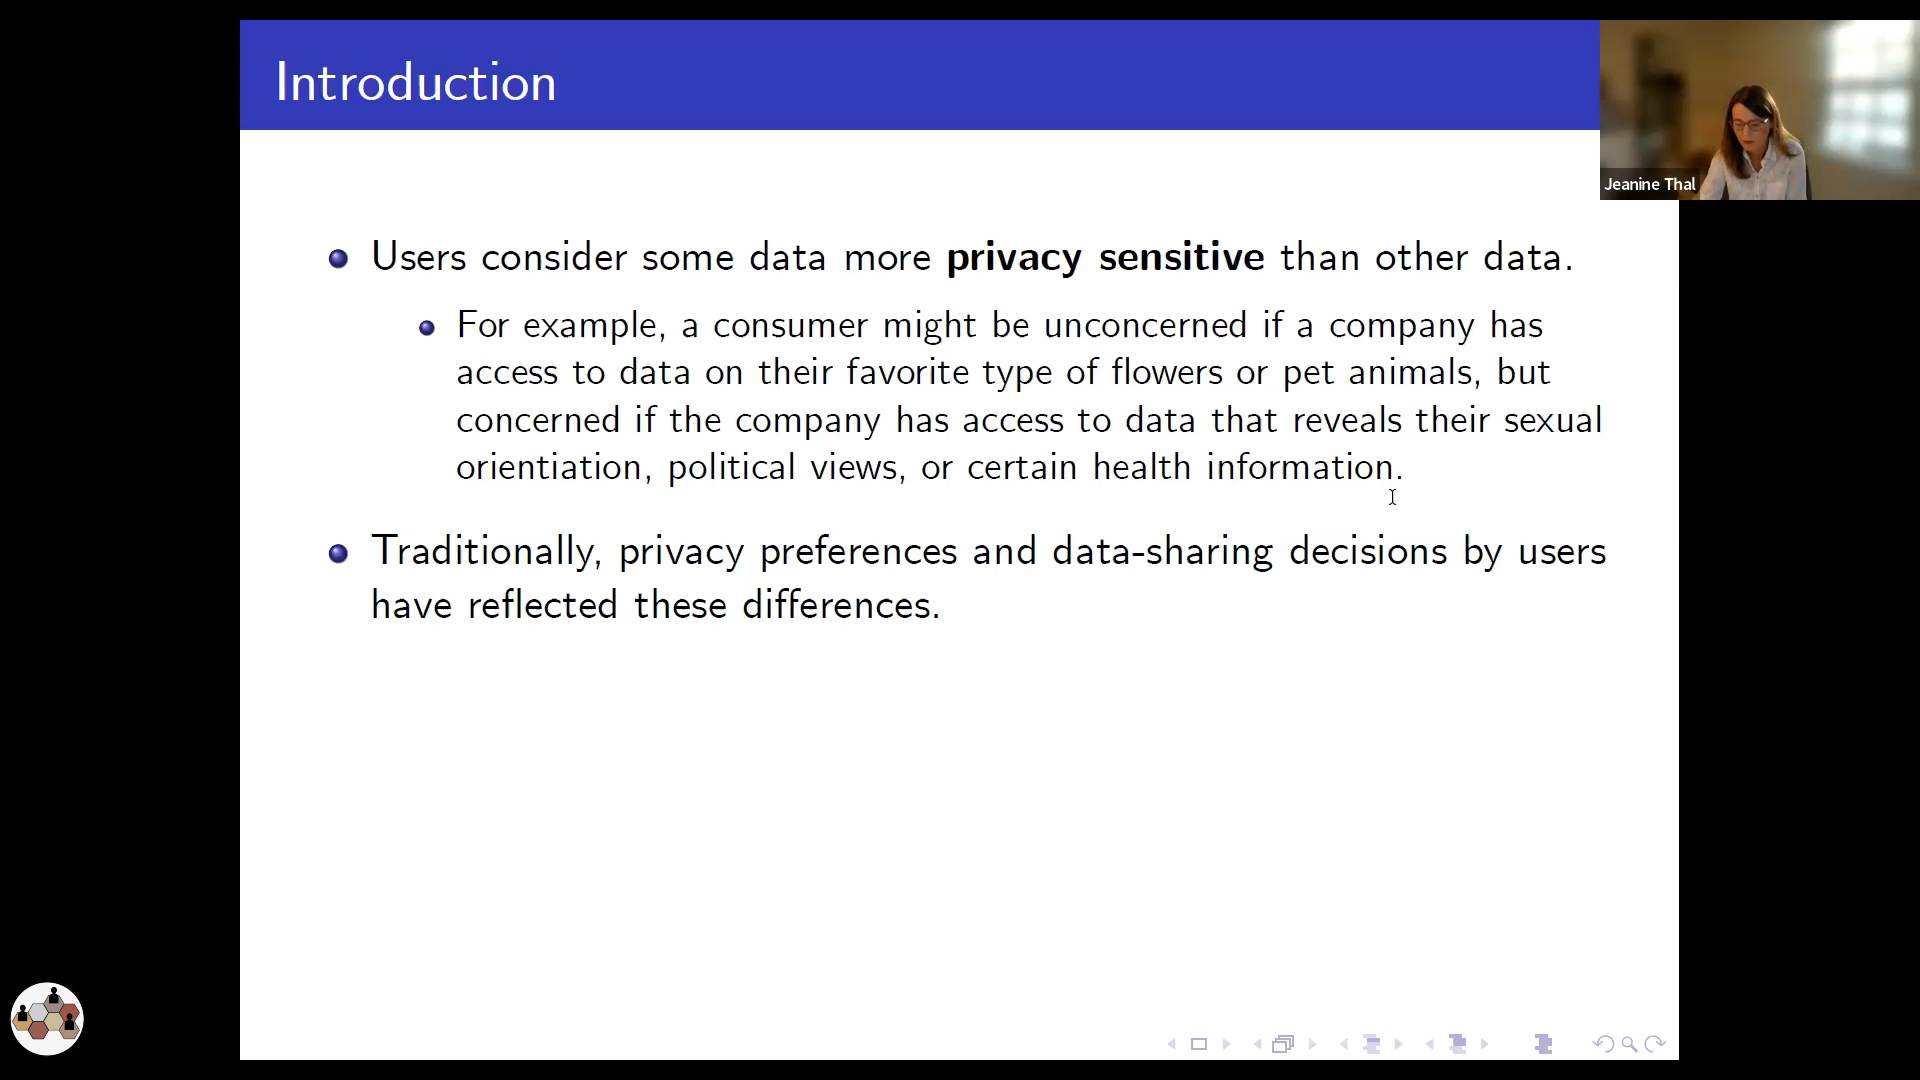 Introduction
Jeanine Thal
Users consider some data more privacy sensitive than other data.
For example, a consumer might be unconcerned if a company has
access to data on their favorite type of flowers or pet animals, but
concerned if the company has access to data that reveals their sexual
orientiation, political views, or certain health information.
Traditionally, privacy preferences and data-sharing decisions by users
have reflected these differences.